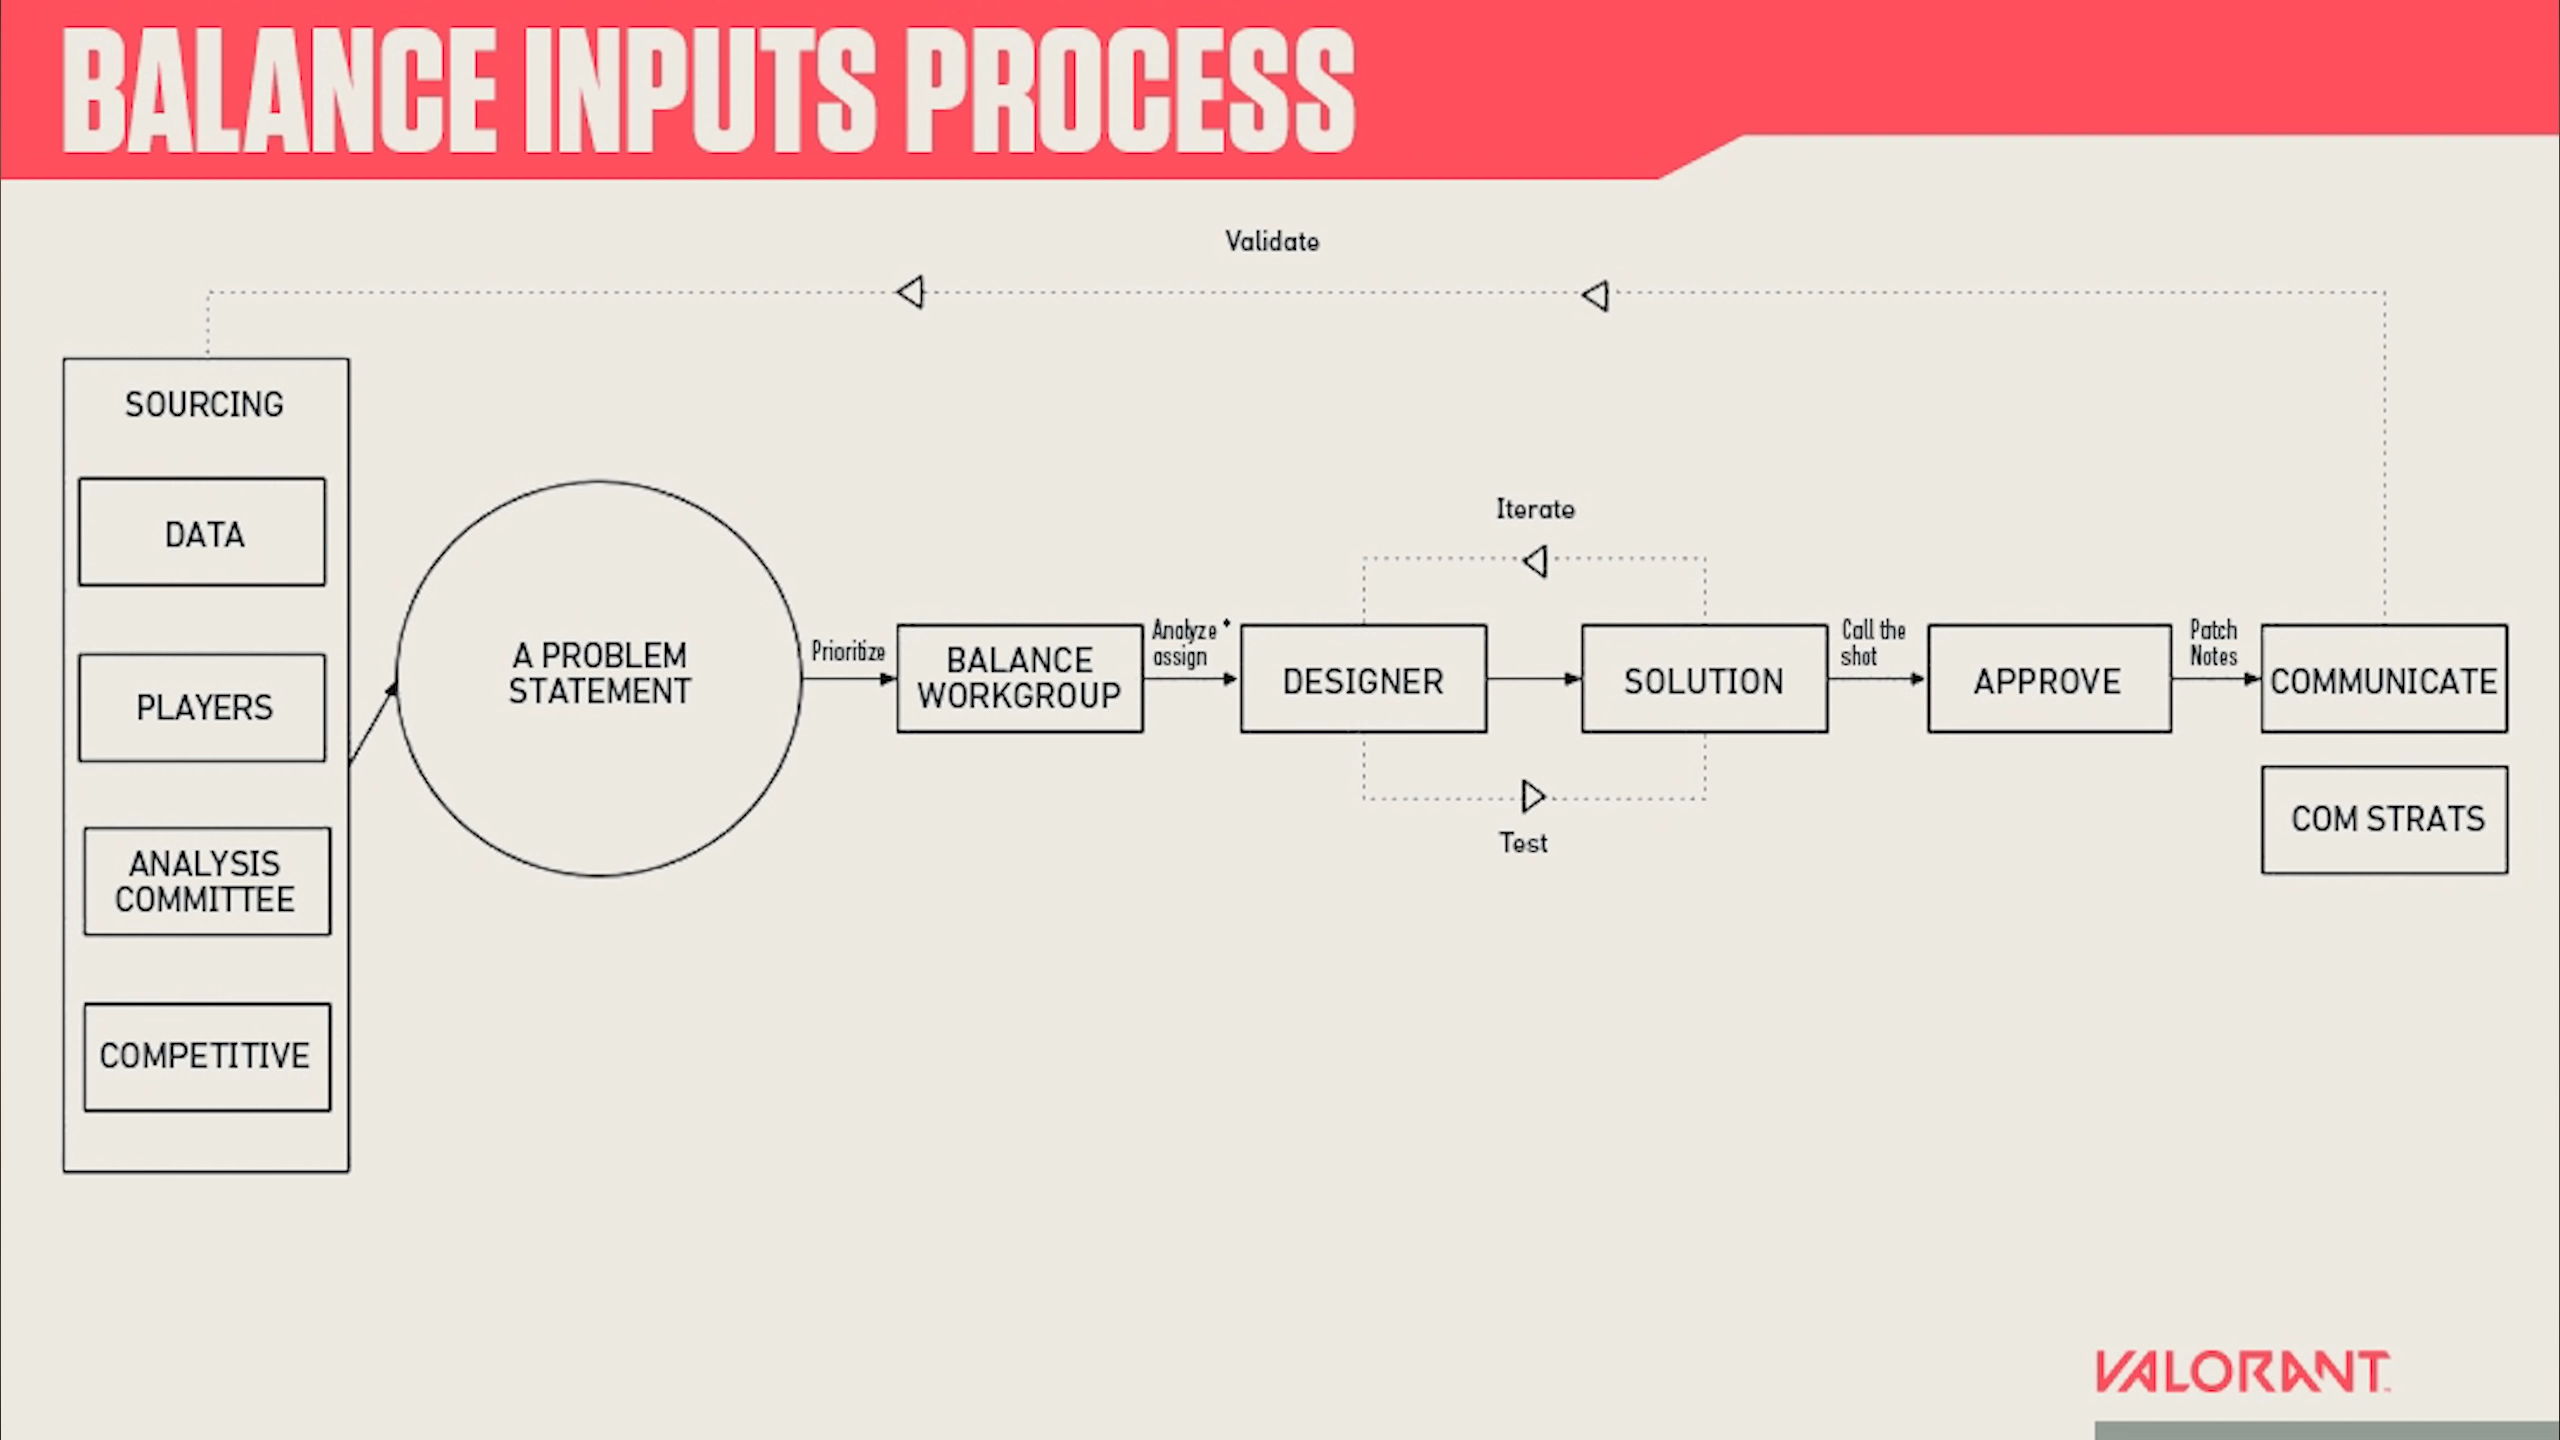 BALANCE INPUTS PROCESS
Validate
SOURCING
DATA
PLAYERS
ANALYSIS
COMMITTEE
COMPETITIVE
A PROBLEM
STATEMENT
Prioritize
BALANCE
WORKGROUP
Analyze *
assign
Iterate
DESIGNER
Test
SOLUTION
Call the
shot
APPROVE
Patch
Notes
COMMUNICATE
COM STRATS
VALORANT